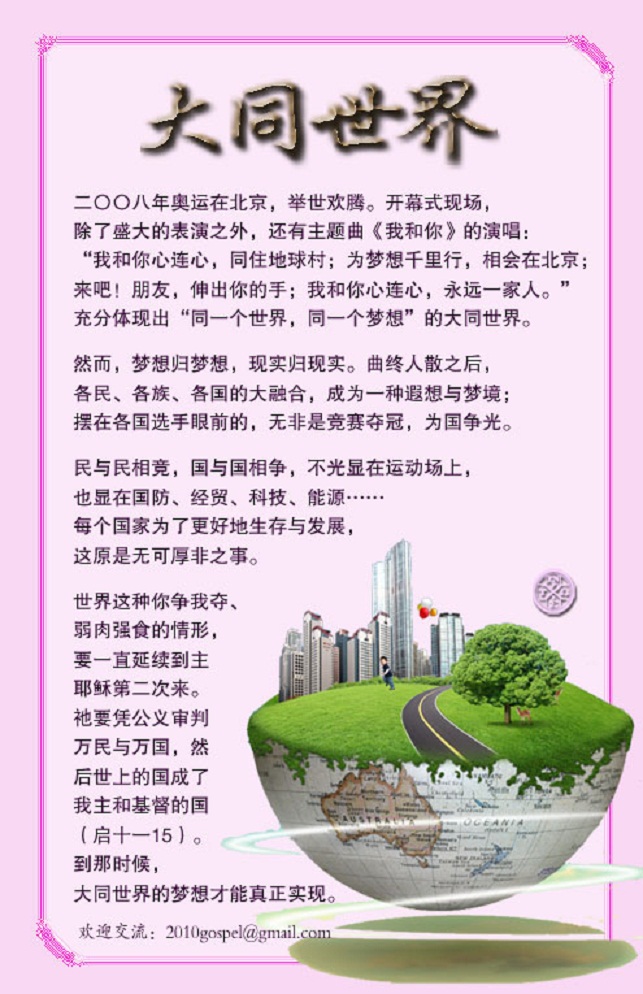 大同世界
二〇〇八年奥运在北京，举世欢腾。开幕式现场，
除了盛大的表演之外，还有主题曲《我和你》的演唱：
“我和你心连心，同住地球村；为梦想千里行，相会在北京；
来吧！朋友，伸出你的手；我和你心连心，永远一家人。”
充分体现出“同一个世界，同一个梦想”的大同世界。
然而，梦想归梦想，现实归现实。曲终人散之后，
各民、各族、各国的大融合，成为一种遐想与梦境；
摆在各国选手眼前的，无非是竞赛夺冠，为国争光。
民与民相竞，国与国相争，不光显在运动场上，
也显在国防、经贸、科技、能源……
每个国家为了更好地生存与发展，
这原是无可厚非之事。
世界这种你争我夺、
弱肉强食的情形，
要一直延续到主
耶稣第二次来。
祂要凭公义审判
万民与万国，然
后世上的国成了
我主和基督的国
（启十一15）。
到那时候，
大同世界的梦想才能真正实现。
AUSTRALIA
OCEANIA
欢迎交流：2010gospel@gmail.com